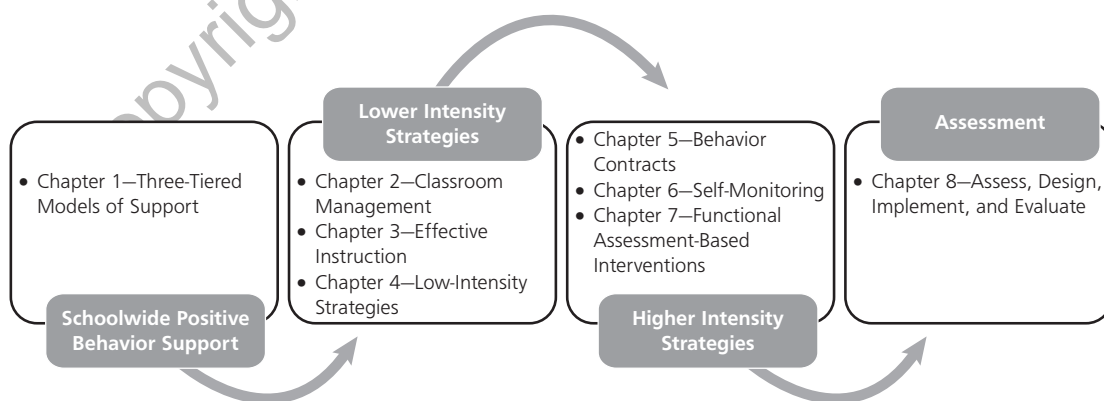 • Chapter 1—Three-Tiered
Models of Support
Schoolwide Positive
Behavior Support
Lower Intensity
Strategies
• Chapter 2—Classroom
Management
• Chapter 3—Effective
Instruction
• Chapter 4—Low-Intensity
Strategies
• Chapter 5—Behavior
Contracts
• Chapter 6—Self-Monitoring
• Chapter 7—Functional
Assessment-Based
Interventions
Higher Intensity
Strategies
Assessment
• Chapter 8—Assess, Design,
Implement, and Evaluate